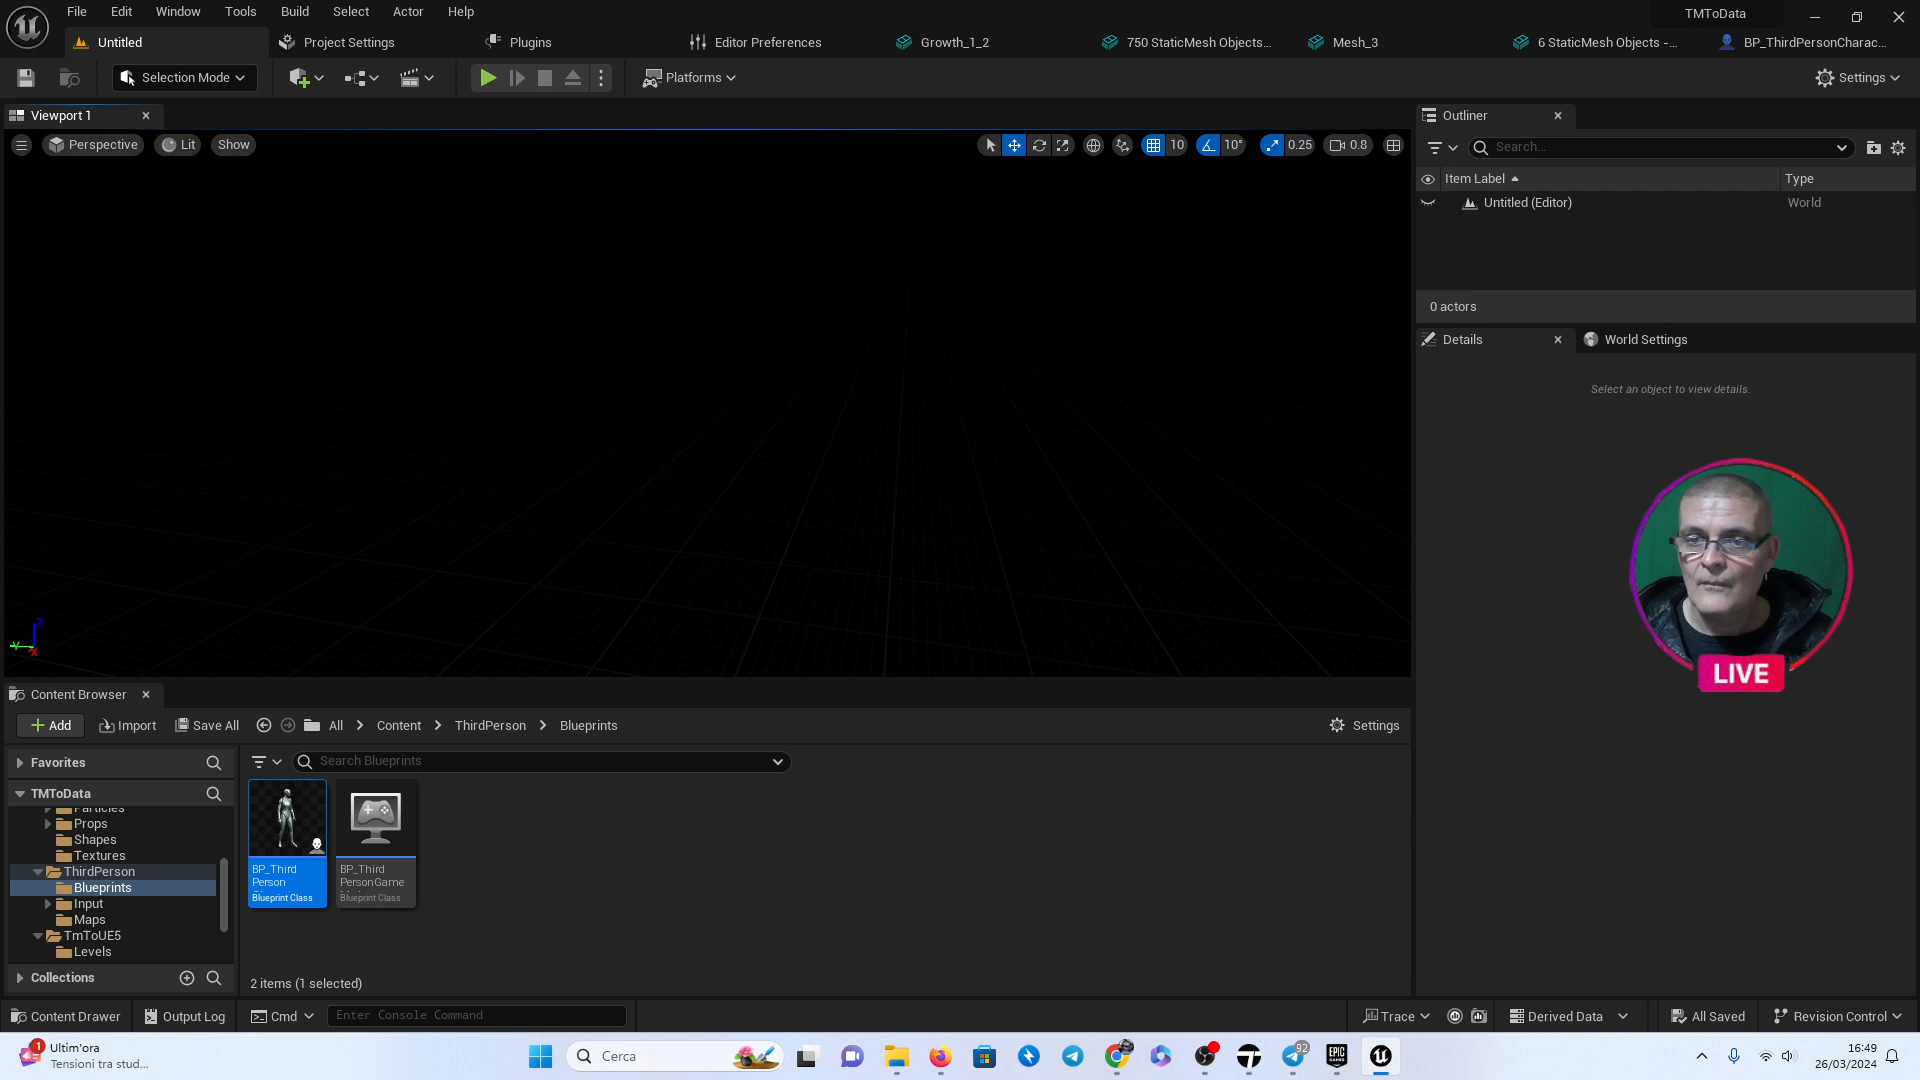 File Edit Window Tools Build Select Actor Help
TMToData
Untitled
Project Settings
Plugins
Editor Preferences
Growth_1_2
750 StaticMesh Objects...
Mesh_3
6 StaticMesh Objects -...
BP_ThirdPersonCharac...
Selection Mode
Platforms
Settings
Viewport 1
Perspective
Lit
Show
10
10°
0.25
0.8
Outliner
Search...
Item Label
Type
Untitled (Editor)
World
0 actors
Details
World Settings
Select an object to view details.
LIVE
Z
Y
X
Content Browser
Add
Import
Save All
All
Content
ThirdPerson
Blueprints
Settings
Favorites
Search Blueprints
TMToData
Particles
Props
Shapes
Textures
ThirdPerson
Blueprints
Input
Maps
TmToUE5
Levels
Collections
BP_Third
Person
Blueprint Class
BP_Third
PersonGame
Blueprint Class
2 items (1 selected)
Content Drawer
Output Log
Cmd
Enter Console Command
Trace
Derived Data
All Saved
Revision Control
1
Ultim'ora
Tensioni tra stud...
Cerca
92
EPIC
GAMES
16:49
26/03/2024